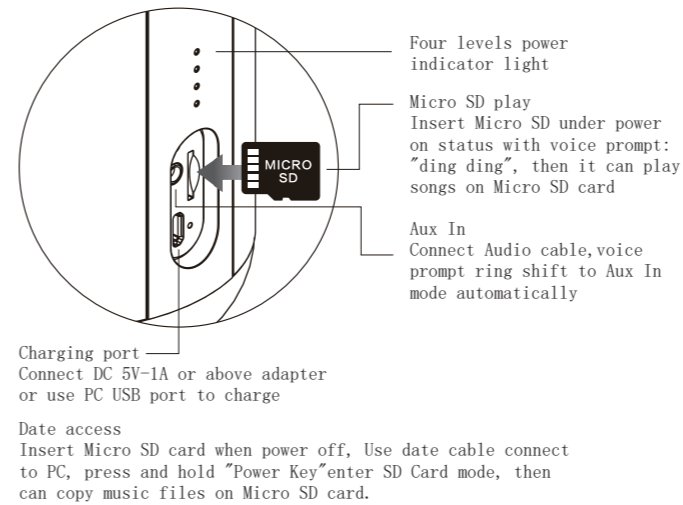 Four levels power
indicator light
Micro SD play
Insert Micro SD under power
on status with voice prompt:
"ding ding", then it can play
songs on Micro SD card
MICRO
SD
Aux In
Connect Audio cable,voice
prompt ring shift to Aux In
mode automatically
Charging port
Connect DC 5V-1A or above adapter
or use PC USB port to charge
Date access
Insert Micro SD card when power off, Use date cable connect
to PC, press and hold "Power Key"enter SD Card mode, then
can copy music files on Micro SD card.